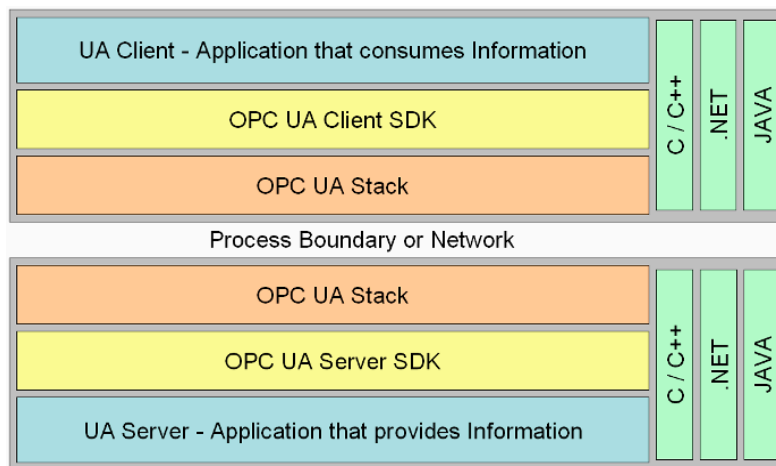 UA Client - Application that consumes Information
OPC UA Client SDK
OPC UA Stack
C / C++
.NET
JAVA
Process Boundary or Network
OPC UA Stack
OPC UA Server SDK
UA Server - Application that provides Information
C / C++
.NET
JAVA